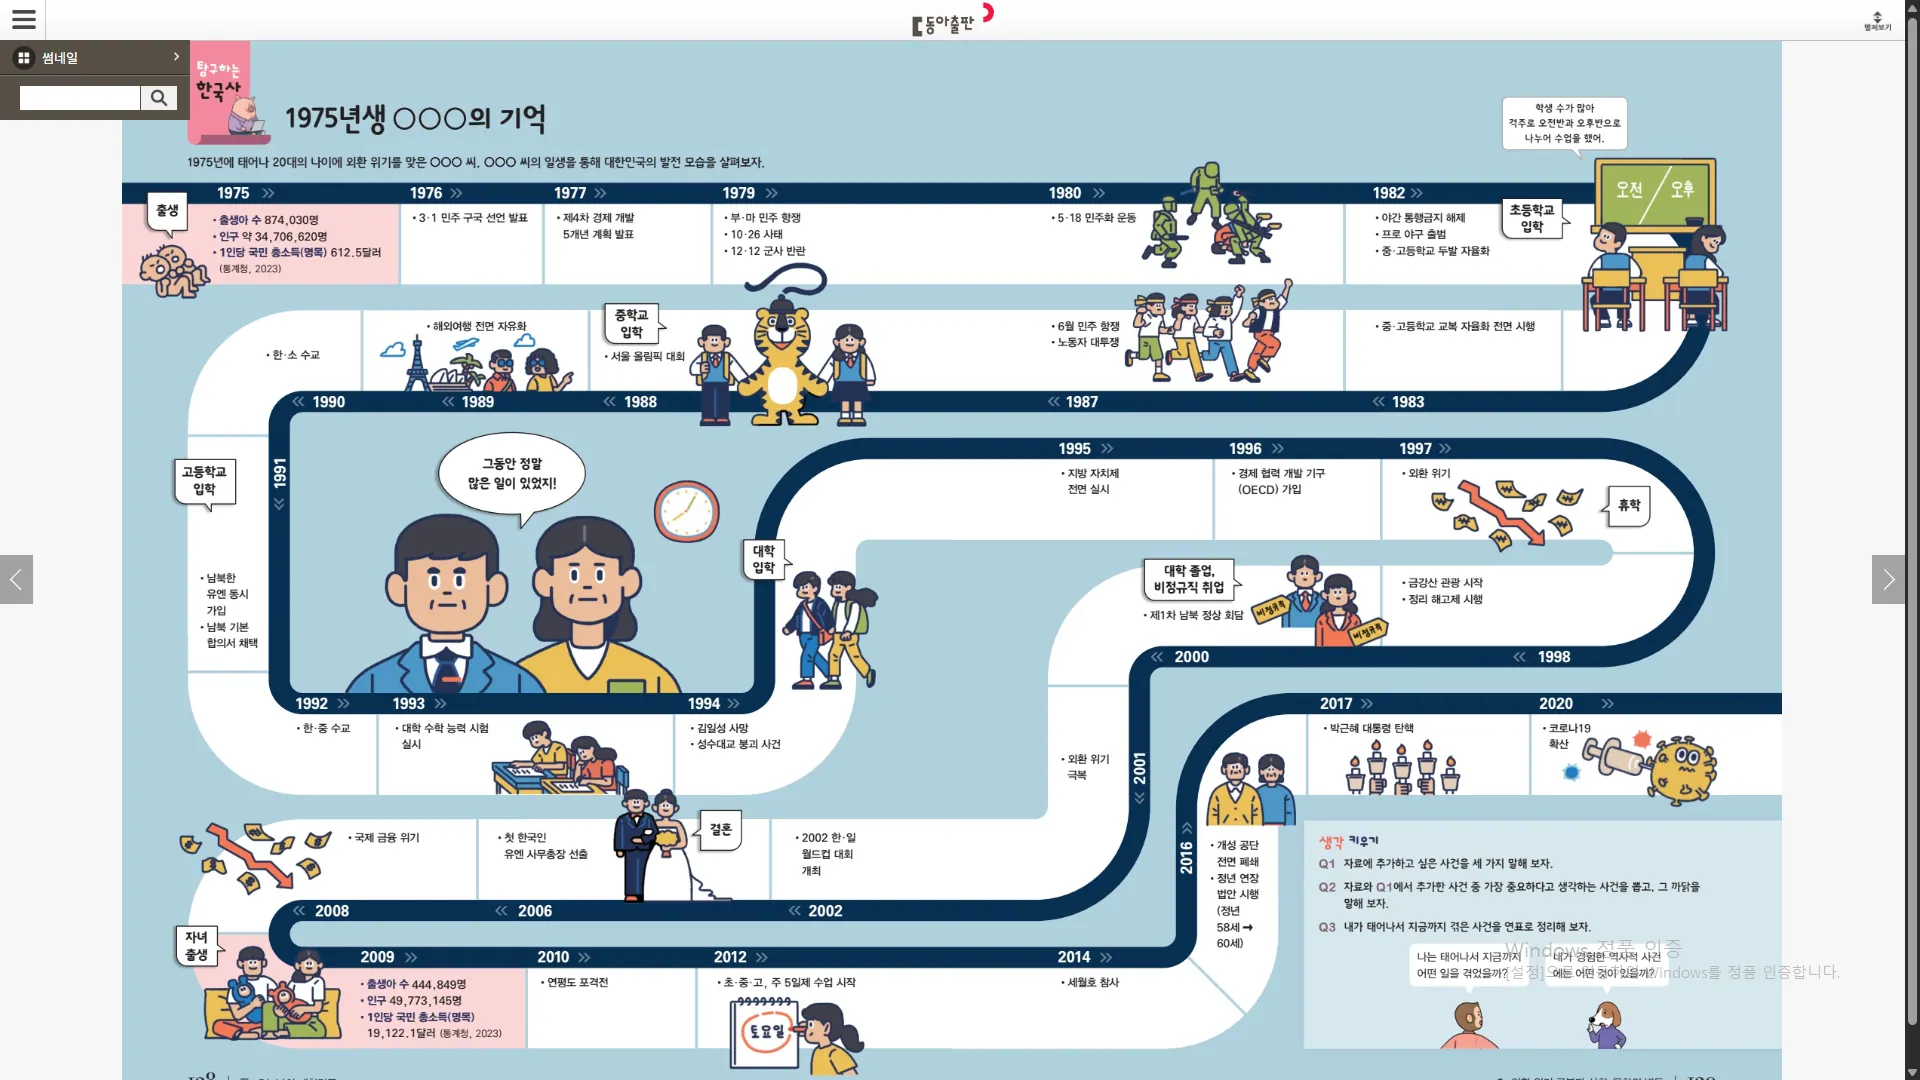 동아출판
펼쳐보기
썸네일
탐구하는
한국사
1975년생 ○○○의 기억
1975년에 태어나 20대의 나이에 외환 위기를 맞은 ○○○ 씨. ○○○ 씨의 일생을 통해 대한민국의 발전 모습을 살펴보자.
학생 수가 많아
격주로 오전반과 오후반으로
나누어 수업을 했어.
1975
출생
• 출생아 수 874,030명
• 인구 약 34,706,620명
• 1인당 국민 총소득(명목) 612.5달러
(통계청, 2023)
1976
• 3·1 민주 구국 선언 발표
1977
• 제4차 경제 개발
5개년 계획 발표
1979
• 부·마 민주 항쟁
• 10·26 사태
• 12·12 군사 반란
1980
• 5·18 민주화 운동
1982
• 야간 통행금지 해제
• 프로 야구 출범
• 중·고등학교 두발 자율화
초등학교
입학
오전
오후
• 중·고등학교 교복 자율화 전면 시행
1983
• 6월 민주 항쟁
• 노동자 대투쟁
1987
중학교
입학
• 서울 올림픽 대회
1988
• 해외여행 전면 자유화
1989
• 한·소 수교
1990
고등학교
입학
1991
• 남북한
유엔 동시
가입
• 남북 기본
합의서 채택
그동안 정말
많은 일이 있었지!
1992
• 한·중 수교
1993
• 대학 수학 능력 시험
실시
1994
• 김일성 사망
• 성수대교 붕괴 사건
대학
입학
1995
• 지방 자치제
전면 실시
1996
• 경제 협력 개발 기구
(OECD) 가입
1997
• 외환 위기
휴학
• 금강산 관광 시작
• 정리 해고제 시행
1998
대학 졸업,
비정규직 취업
• 제1차 남북 정상 회담
비정규직
비정규직
2000
2001
• 외환 위기
극복
• 2002 한·일
월드컵 대회
개최
2002
결혼
• 첫 한국인
유엔 사무총장 선출
2006
• 국제 금융 위기
2008
자녀
출생
2009
• 출생아 수 444,849명
• 인구 49,773,145명
• 1인당 국민 총소득(명목)
19,122.1달러 (통계청, 2023)
2010
• 연평도 포격전
2012
• 초·중·고, 주 5일제 수업 시작
토요일
2014
• 세월호 참사
2016
• 개성 공단
전면 폐쇄
• 정년 연장
법안 시행
(정년
58세 ➞
60세)
2017
• 박근혜 대통령 탄핵
2020
• 코로나19
확산
생각 키우기
Q1 자료에 추가하고 싶은 사건을 세 가지 말해 보자.
Q2 자료와 Q1에서 추가한 사건 중 가장 중요하다고 생각하는 사건을 뽑고, 그 까닭을
말해 보자.
Q3 내가 태어나서 지금까지 겪은 사건을 연표로 정리해 보자.
나는 태어나서 지금까지
어떤 일을 겪었을까?
내가 경험한 역사적 사건
에는 어떤 것이 있을까?
Windows 정품 인증
[설정]으로 이동하여 Windows를 정품 인증합니다.